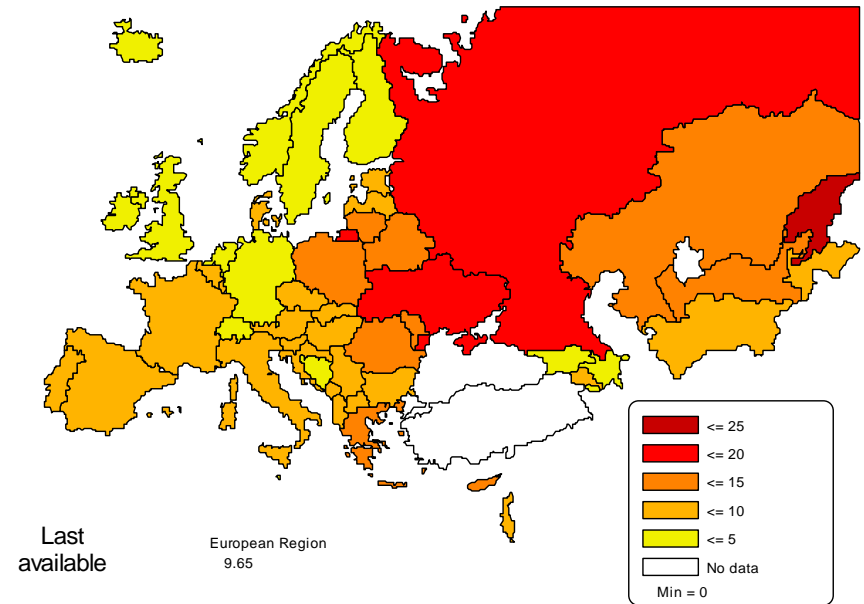 <= 25
<= 20
<= 15
<= 10
<= 5
No data
Min = 0
Last
available
European Region
9.65